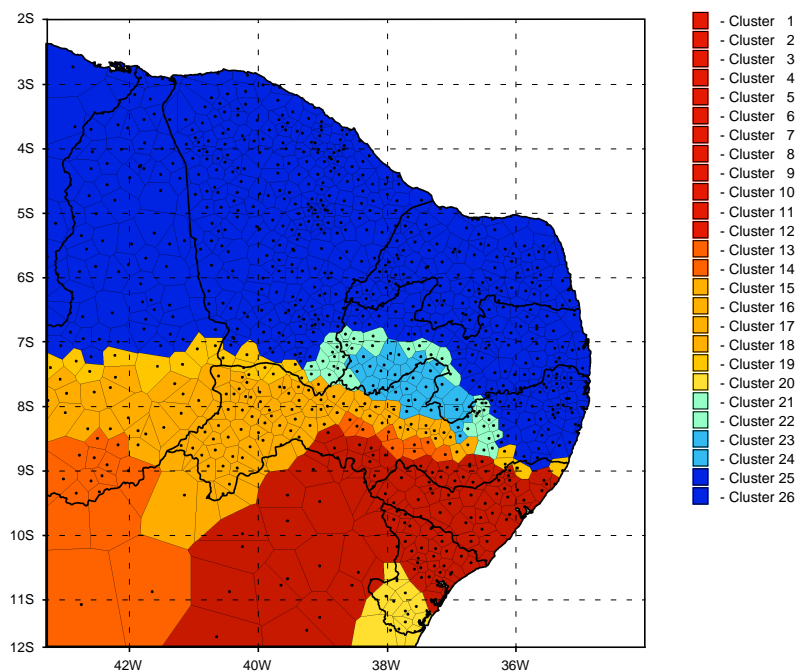 2S
3S
4S
5S
6S
7S
8S
9S
10S
11S
12S
42W 40W 38W 36W
- Cluster 1
- Cluster 2
- Cluster 3
- Cluster 4
- Cluster 5
- Cluster 6
- Cluster 7
- Cluster 8
- Cluster 9
- Cluster 10
- Cluster 11
- Cluster 12
- Cluster 13
- Cluster 14
- Cluster 15
- Cluster 16
- Cluster 17
- Cluster 18
- Cluster 19
- Cluster 20
- Cluster 21
- Cluster 22
- Cluster 23
- Cluster 24
- Cluster 25
- Cluster 26